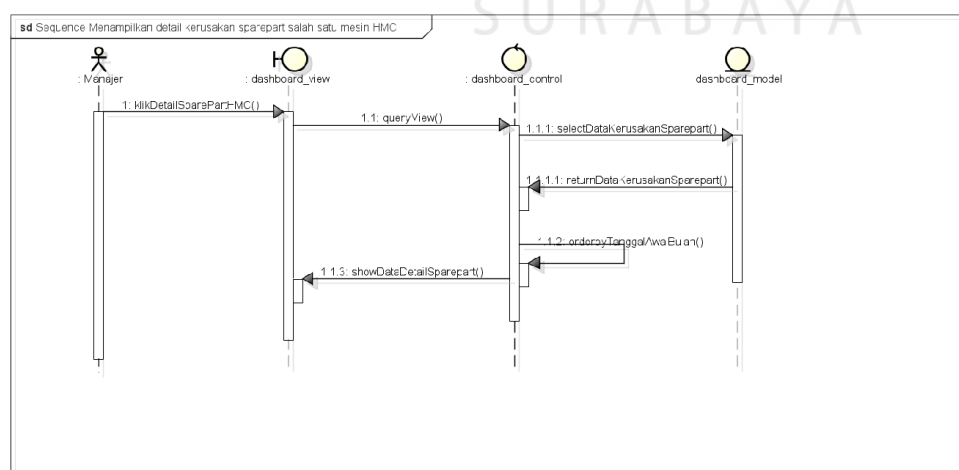 SURABAYA
sd Sequence Menampilkan detail kerusakan sparepart salah satu mesin HMC
: Manajer
: dashboard_view
: dashboard_control
dashboard_model
1: klikDetailSparePartHMC()
1.1: queryView()
1.1.1: selectDataKerusakanSparepart()
1.1.1.1: returnDataKerusakanSparepart()
1.1.2: orderbyTanggalAwalBulan()
1.1.3: showDataDetailSparepart()